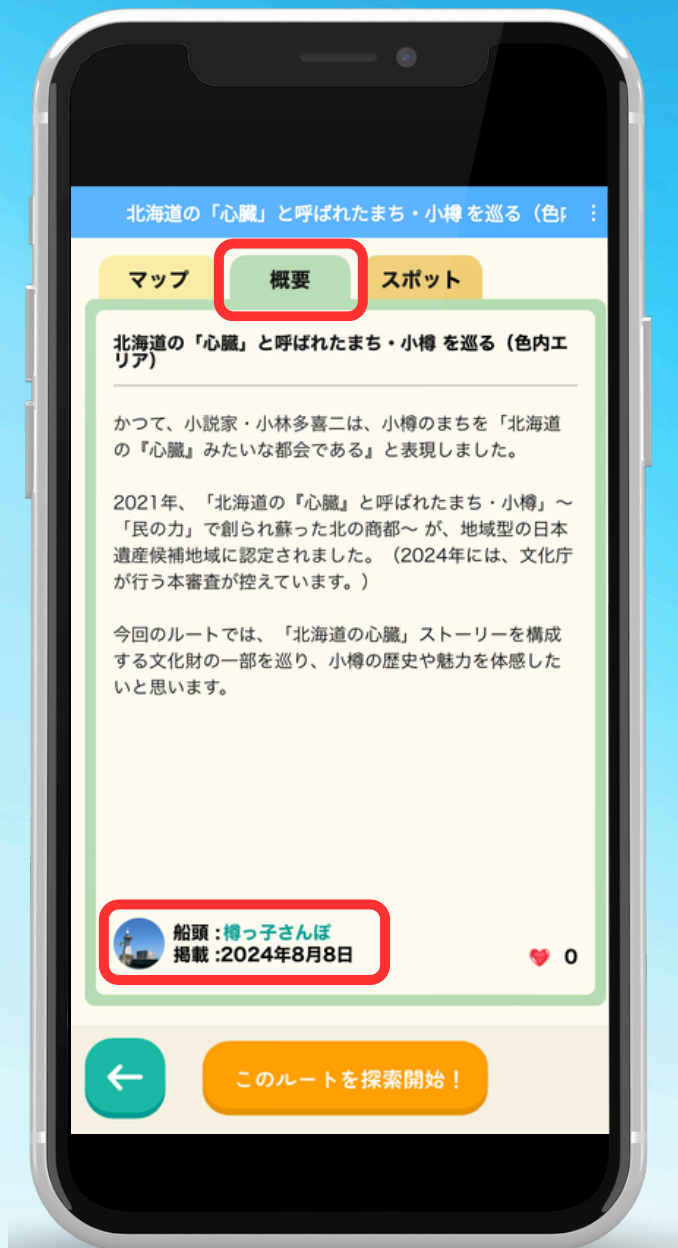 北海道の「心臓」と呼ばれたまち・小樽 を巡る（色内
マップ
概要
スポット
北海道の「心臓」と呼ばれたまち・小樽 を巡る（色内エ
リア）
かつて、小説家・小林多喜二は、小樽のまちを「北海道
の『心臓』みたいな都会である』と表現しました。
2021年、「北海道の『心臓』と呼ばれたまち・小樽」～
「民の力」で創られ蘇った北の商都～ が、地域型の日本
遺産候補地域に認定されました。（2024年には、文化庁
が行う本審査が控えています。）
今回のルートでは、「北海道の心臓」ストーリーを構成
する文化財の一部を巡り、小樽の歴史や魅力を体感した
いと思います。
船頭 :樽っ子さんぽ
掲載 :2024年8月8日
0
このルートを探索開始！